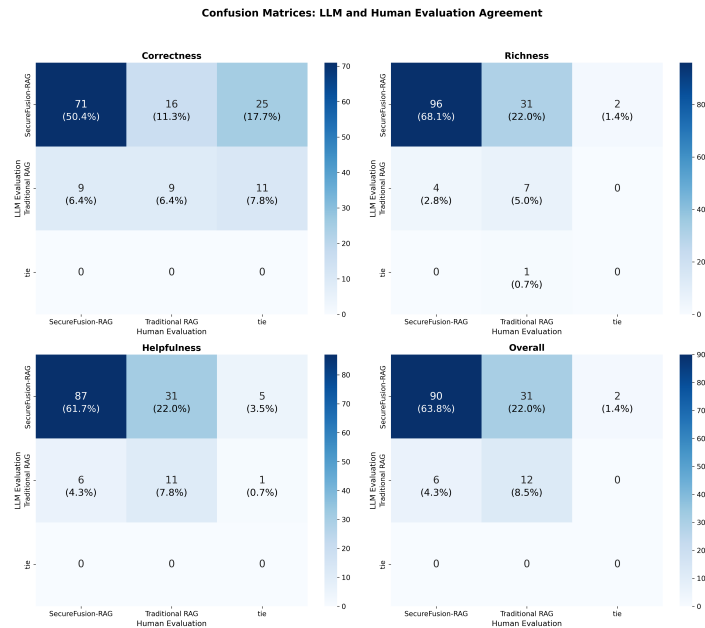 Confusion Matrices: LLM and Human Evaluation Agreement
Correctness
LLM Evaluation
SecureFusion-RAG
Traditional RAG
tie
71
(50.4%)
16
(11.3%)
25
(17.7%)
9
(6.4%)
9
(6.4%)
11
(7.8%)
0
0
0
SecureFusion-RAG
Traditional RAG
tie
Human Evaluation
70
60
50
40
30
20
10
0
Richness
LLM Evaluation
SecureFusion-RAG
Traditional RAG
tie
96
(68.1%)
31
(22.0%)
2
(1.4%)
4
(2.8%)
7
(5.0%)
0
0
1
(0.7%)
0
SecureFusion-RAG
Traditional RAG
tie
Human Evaluation
80
60
40
20
0
Helpfulness
LLM Evaluation
SecureFusion-RAG
Traditional RAG
tie
87
(61.7%)
31
(22.0%)
5
(3.5%)
6
(4.3%)
11
(7.8%)
1
(0.7%)
0
0
0
SecureFusion-RAG
Traditional RAG
tie
Human Evaluation
80
70
60
50
40
30
20
10
0
Overall
LLM Evaluation
SecureFusion-RAG
Traditional RAG
tie
90
(63.8%)
31
(22.0%)
2
(1.4%)
6
(4.3%)
12
(8.5%)
0
0
0
0
SecureFusion-RAG
Traditional RAG
tie
Human Evaluation
90
80
70
60
50
40
30
20
10
0